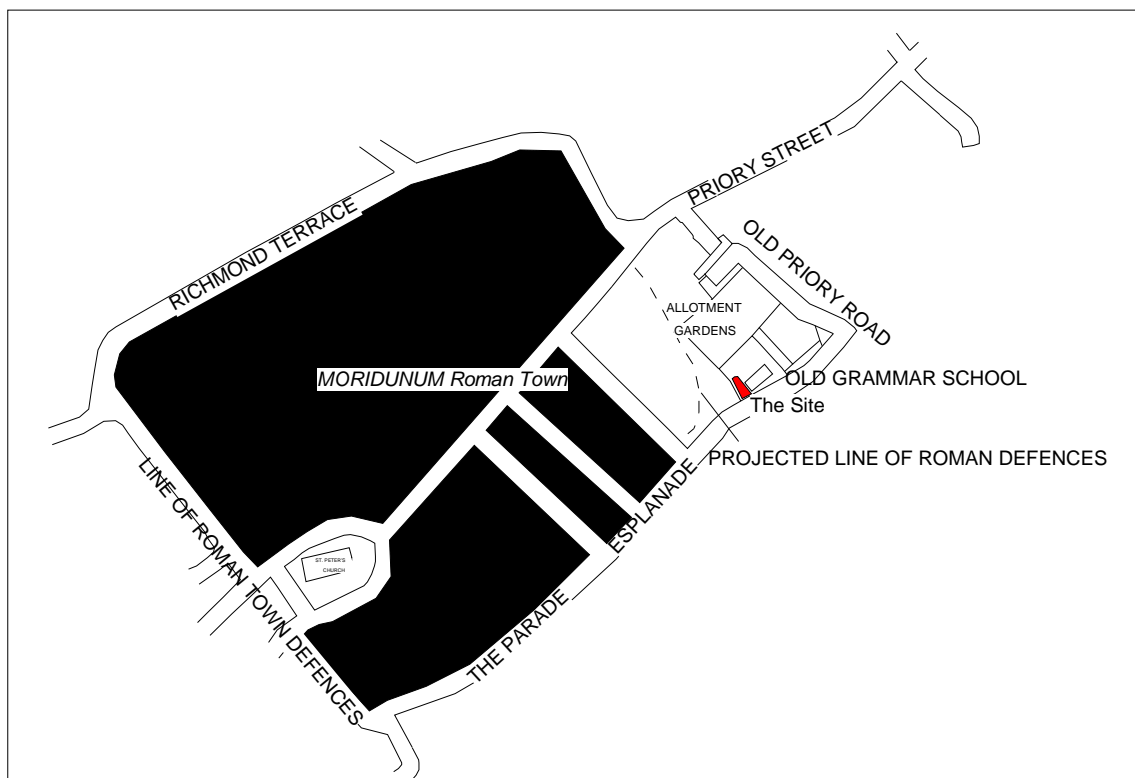 PRIORY STREET
RICHMOND TERRACE
OLD PRIORY ROAD
ALLOTMENT
GARDENS
MORIDUNUM Roman Town
OLD GRAMMAR SCHOOL
The Site
PROJECTED LINE OF ROMAN DEFENCES
LINE OF ROMAN TOWN DEFENCES
ESPLANADE
ST. PETER'S
CHURCH
THE PARADE